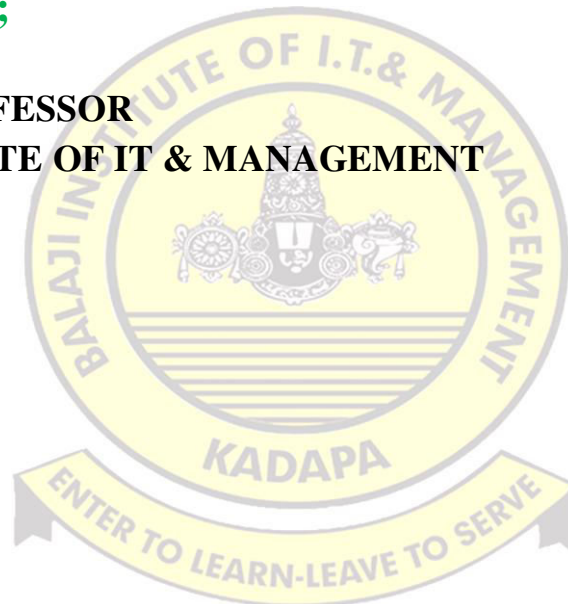 ;
FESSOR
TE OF IT & MANAGEMENT
BALAJI INSTITUTE OF I.T.& MANAGEMENT
KADAPA
ENTER TO LEARN-LEAVE TO SERVE